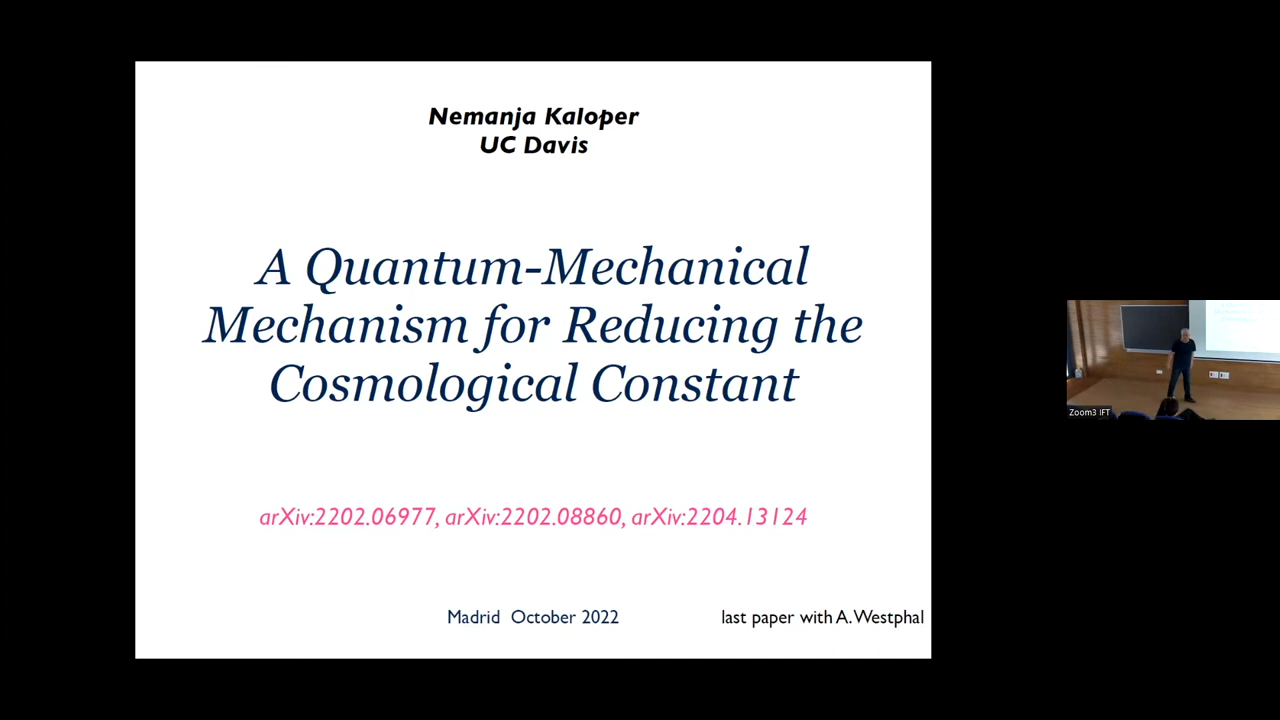 Nemanja Kaloper
UC Davis
A Quantum-Mechanical
Mechanism for Reducing the
Cosmological Constant
arXiv:2202.06977, arXiv:2202.08860, arXiv:2204.13124
Madrid October 2022
last paper with A. Westphal
Zoom3 IFT